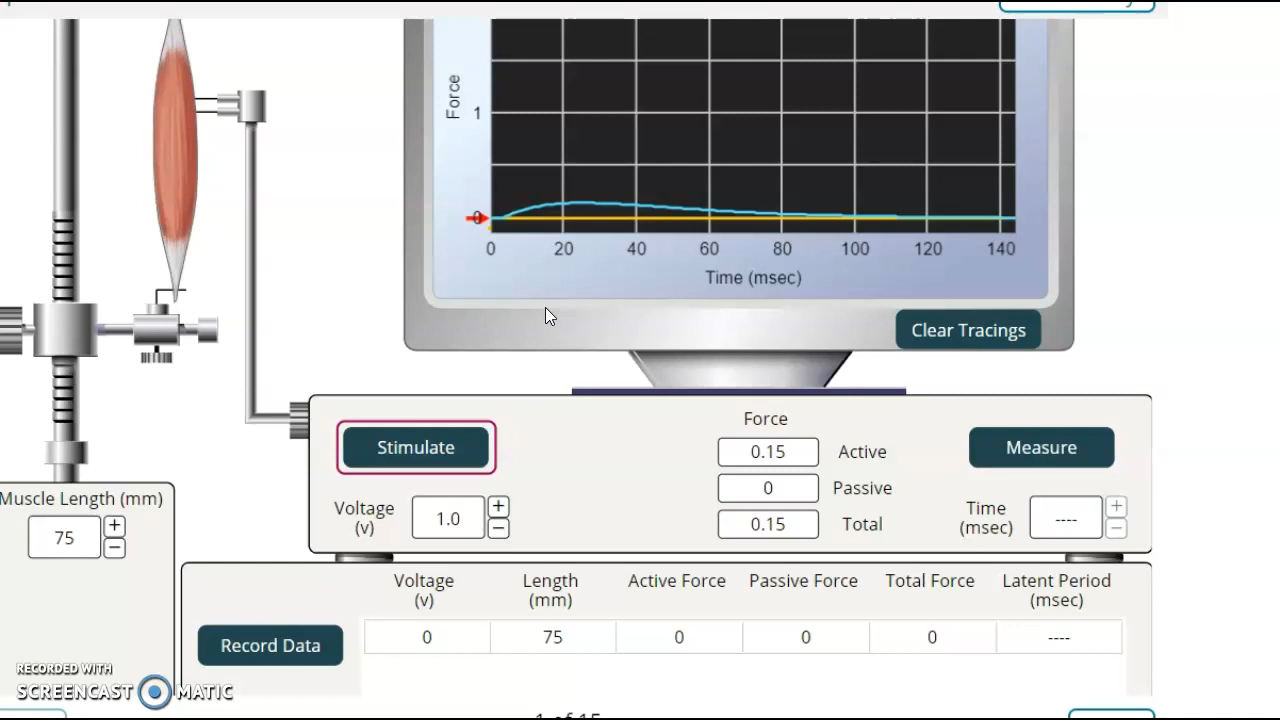 Force
1
0
0 20 40 60 80 100 120 140
Time (msec)
Clear Tracings
Stimulate
Voltage
(v)
1.0
+
−
Force
0.15 Active
0 Passive
0.15 Total
Measure
Time
(msec)
----
+
−
Muscle Length (mm)
75
+
−
Voltage
(v)
Length
(mm)
Active Force
Passive Force
Total Force
Latent Period
(msec)
Record Data
0 75 0 0 0 ----
RECORDED WITH
SCREENCAST MATIC
1 of 15